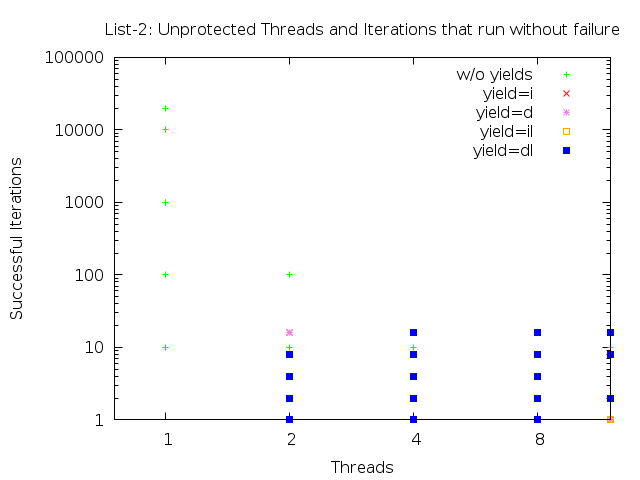 List-2: Unprotected Threads and Iterations that run without failure
100000
10000
1000
100
10
1
Successful Iterations
w/o yields
yield=i
yield=d
yield=il
yield=dl
1
2
4
8
Threads